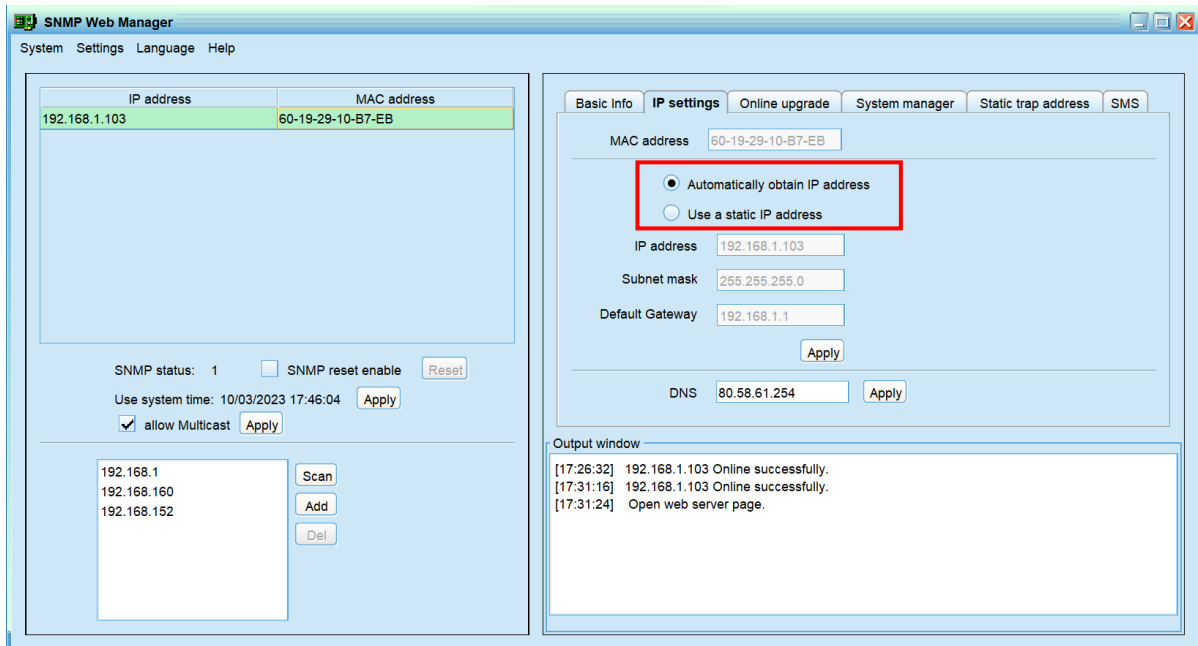 SNMP Web Manager
System Settings Language Help
IP address MAC address
192.168.1.103 60-19-29-10-B7-EB
SNMP status: 1 SNMP reset enable Reset
Use system time: 10/03/2023 17:46:04 Apply
allow Multicast Apply
192.168.1
192.168.160
192.168.152
Scan
Add
Del
Basic Info IP settings Online upgrade System manager Static trap address SMS
MAC address 60-19-29-10-B7-EB
Automatically obtain IP address
Use a static IP address
IP address 192.168.1.103
Subnet mask 255.255.255.0
Default Gateway 192.168.1.1
Apply
DNS 80.58.61.254 Apply
Output window
[17:26:32] 192.168.1.103 Online successfully.
[17:31:16] 192.168.1.103 Online successfully.
[17:31:24] Open web server page.